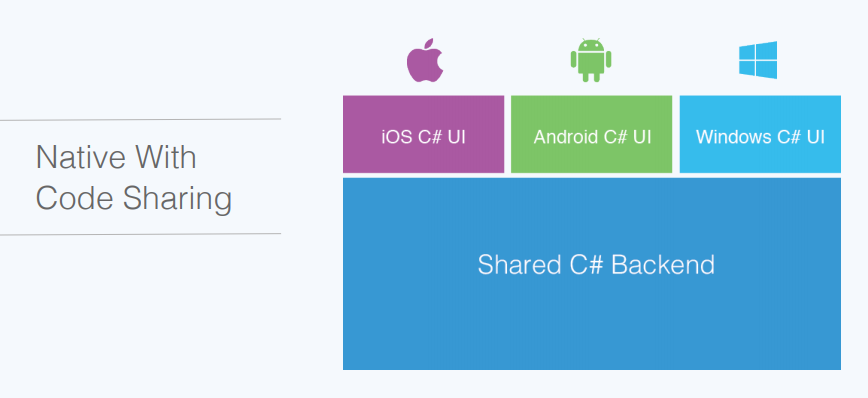 Native With
Code Sharing
iOS C# UI
Android C# UI
Windows C# UI
Shared C# Backend